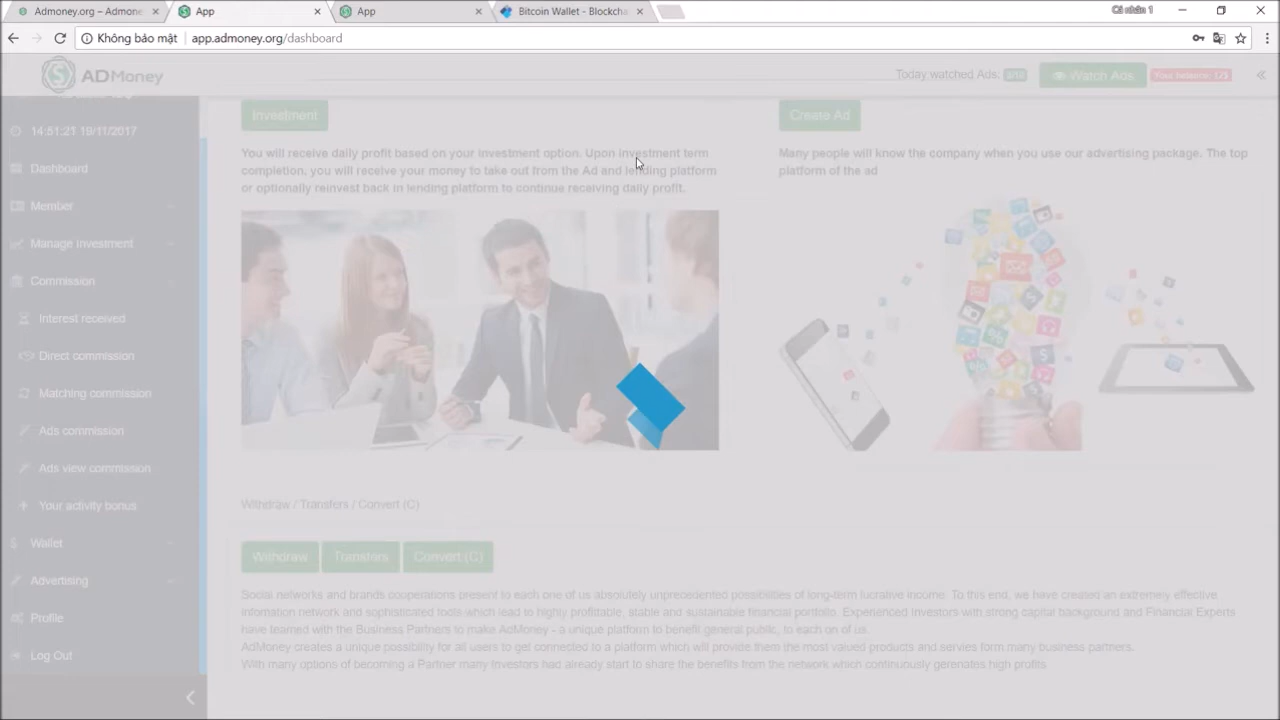 Admoney.org – Admone
App
App
Bitcoin Wallet - Blockcha
Cá nhân 1
Không bảo mật
app.admoney.org/dashboard
ADMoney
Today watched Ads:
Watch Ads
Your balance:
Investment
Create Ad
14:51:21 19/11/2017
You will receive daily profit based on your investment option. Upon investment term
completion, you will receive your money to take out from the Ad and lending platform
or optionally reinvest back in lending platform to continue receiving daily profit.
Many people will know the company when you use our advertising package. The top
platform of the ad
Dashboard
Member
Manage investment
Commission
Interest received
Direct commission
Matching commission
Ads commission
Ads view commission
Your activity bonus
Wallet
Advertising
Profile
Log Out
Withdraw / Transfers / Convert (C)
Withdraw
Transfers
Convert (C)
Social networks and brands cooperations present to each one of us absolutely unprecedented possibilities of long-term lucrative income. To this end, we have created an extremely effective
information network and sophisticated tools which lead to highly profitable, stable and sustainable financial portfolio. Experienced Investors with strong capital background and Financial Experts
have teamed with the Business Partners to make AdMoney - a unique platform to benefit general public, to each on of us.
AdMoney creates a unique possibility for all users to get connected to a platform which will provide them the most valued products and servies form many business partners.
With many options of becoming a Partner many Investors had already start to share the benefits from the network which continuously gerenates high profits